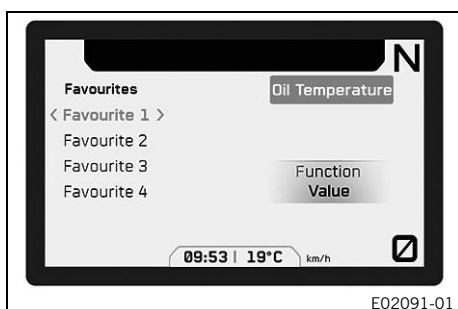 N
Favourites
Oil Temperature
< Favourite 1 >
Favourite 2
Favourite 3
Favourite 4
Function
Value
09:53 | 19°C km/h
0
E02091-01